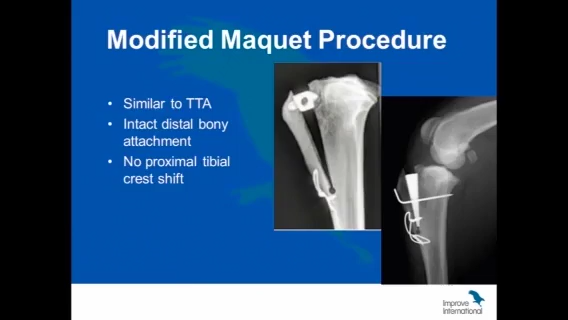 Modified Maquet Procedure
• Similar to TTA
• Intact distal bony
attachment
• No proximal tibial
crest shift
Improve
International